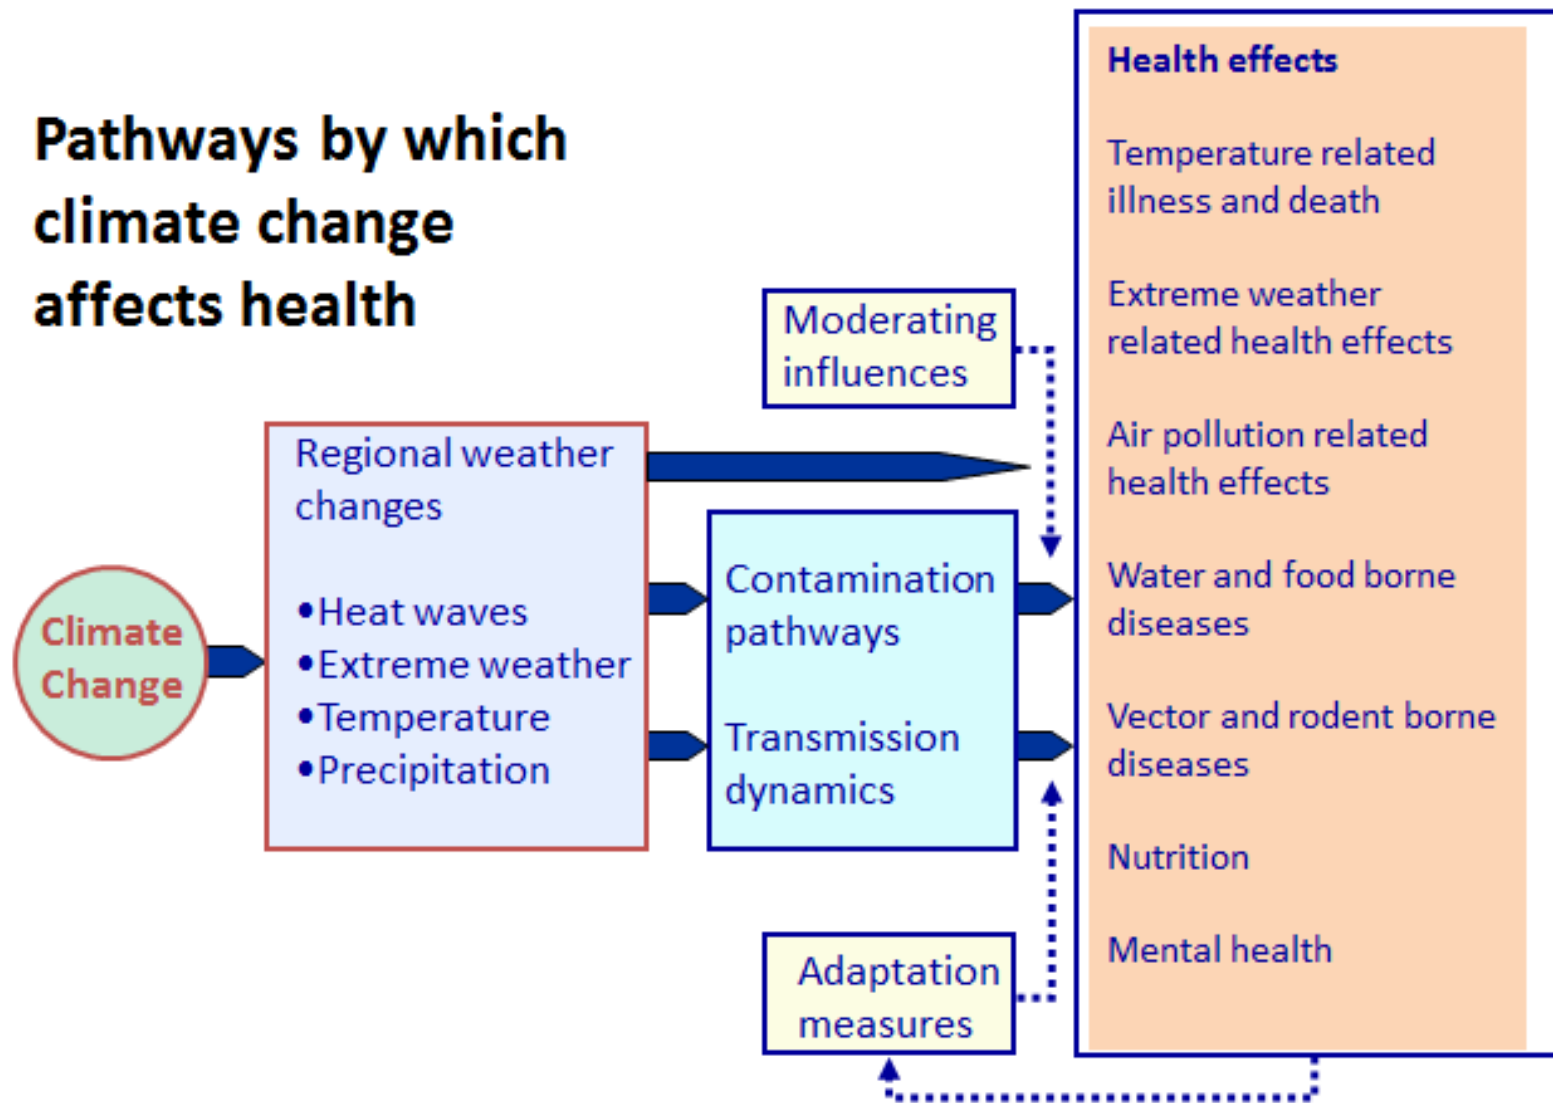 Pathways by which
climate change
affects health
Climate
Change
Regional weather
changes
•Heat waves
•Extreme weather
•Temperature
•Precipitation
Moderating
influences
Contamination
pathways
Transmission
dynamics
Adaptation
measures
Health effects
Temperature related
illness and death
Extreme weather
related health effects
Air pollution related
health effects
Water and food borne
diseases
Vector and rodent borne
diseases
Nutrition
Mental health